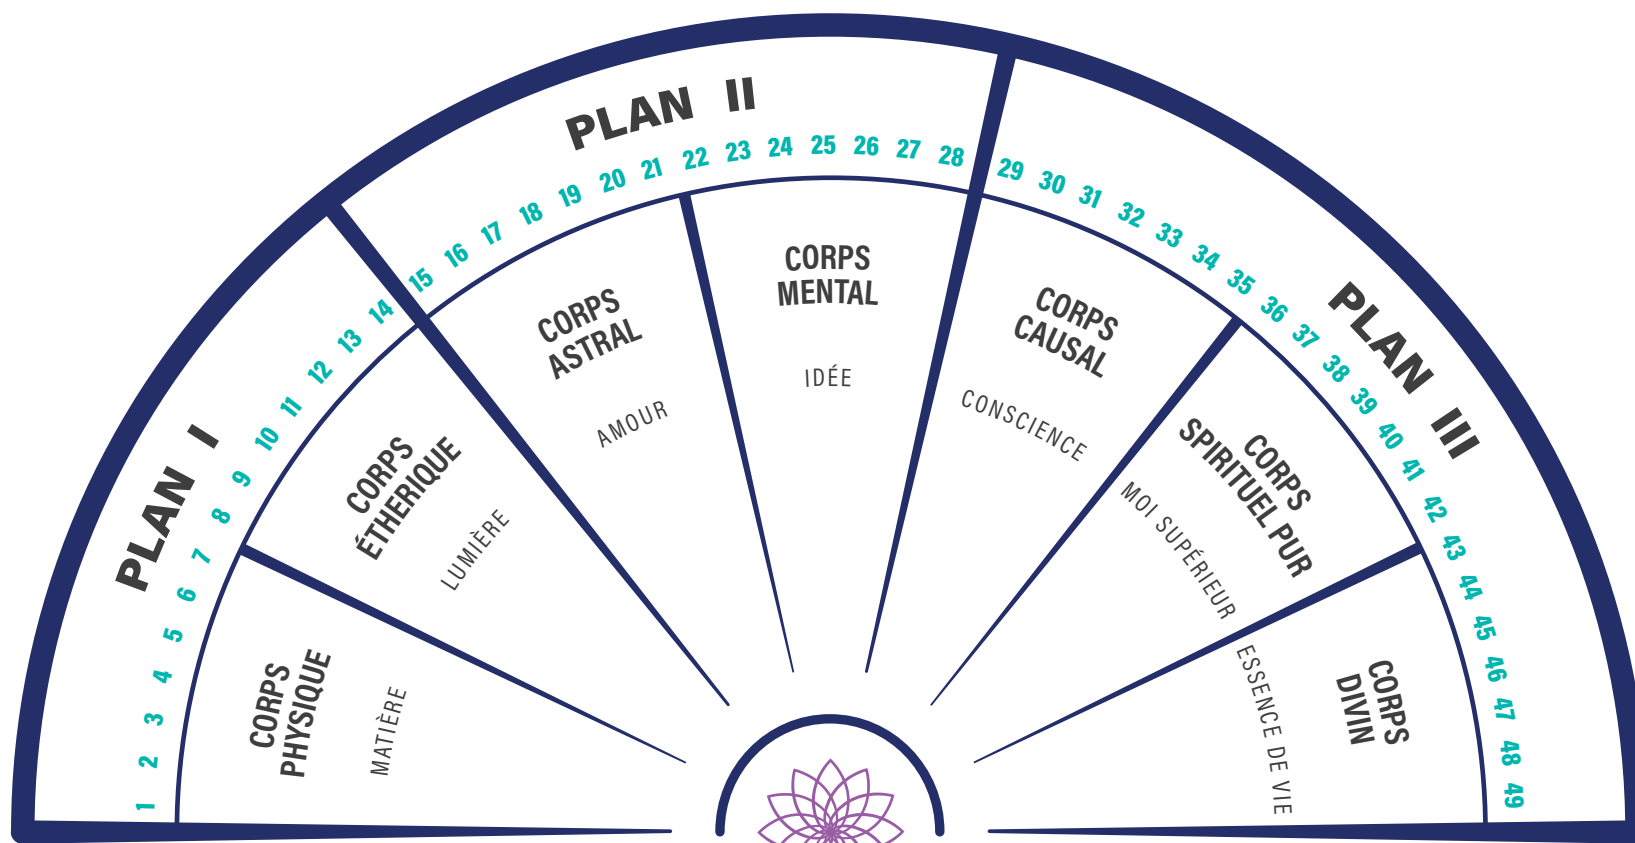 PLAN I
1 2 3 4 5 6 7 8 9 10 11 12 13 14
CORPS
PHYSIQUE
MATIÈRE
CORPS
ÉTHERIQUE
LUMIÈRE
PLAN II
15 16 17 18 19 20 21 22 23 24 25 26 27 28
CORPS
ASTRAL
AMOUR
CORPS
MENTAL
IDÉE
PLAN III
29 30 31 32 33 34 35 36 37 38 39 40 41 42 43 44 45 46 47 48 49
CORPS
CAUSAL
CONSCIENCE
CORPS
SPIRITUEL PUR
MOI SUPÉRIEUR
CORPS
DIVIN
ESSENCE DE VIE